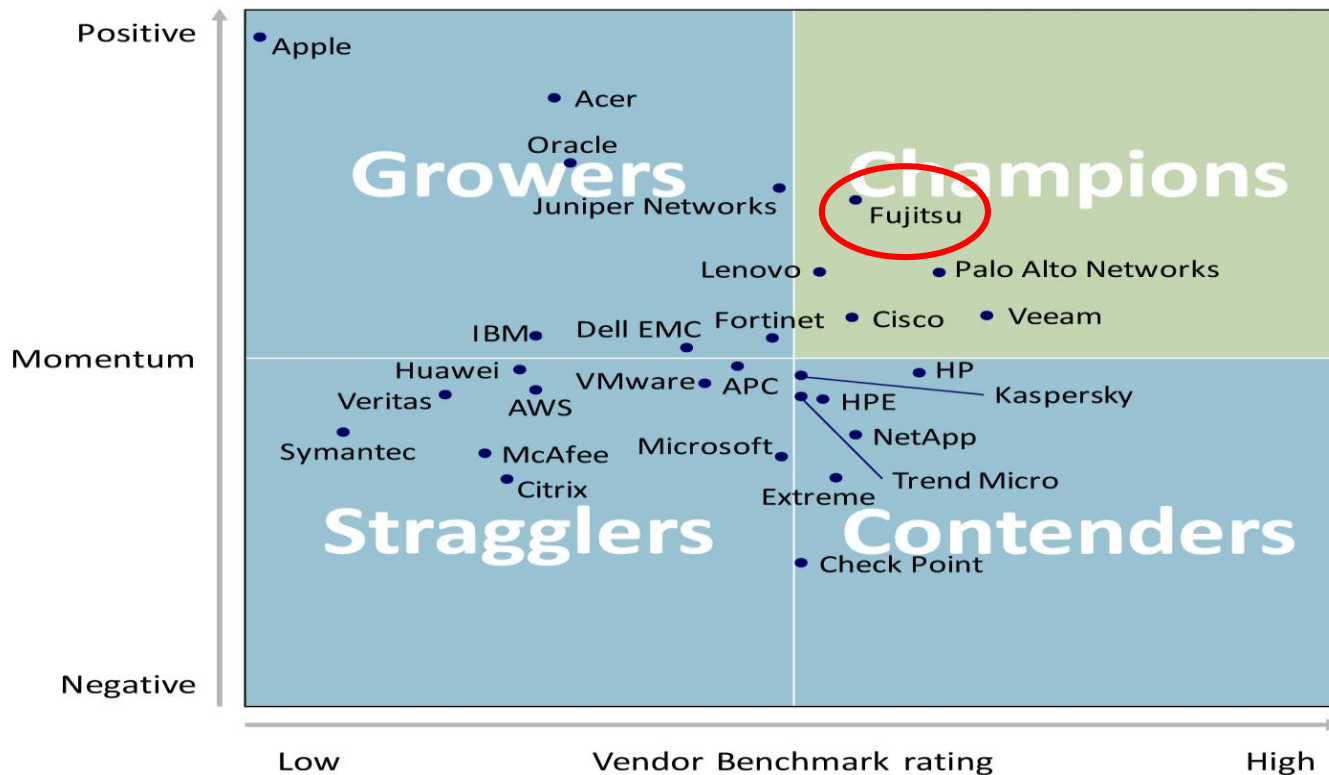 Positive
Apple
Acer
Oracle
Growers
Champions
Juniper Networks
Fujitsu
Lenovo
Palo Alto Networks
Fortinet
Cisco
Veeam
IBM
Dell EMC
Momentum
Huawei
VMware
APC
HP
Kaspersky
Veritas
AWS
HPE
Symantec
McAfee
Microsoft
NetApp
Citrix
Extreme
Trend Micro
Stragglers
Contenders
Check Point
Negative
Low
Vendor Benchmark rating
High